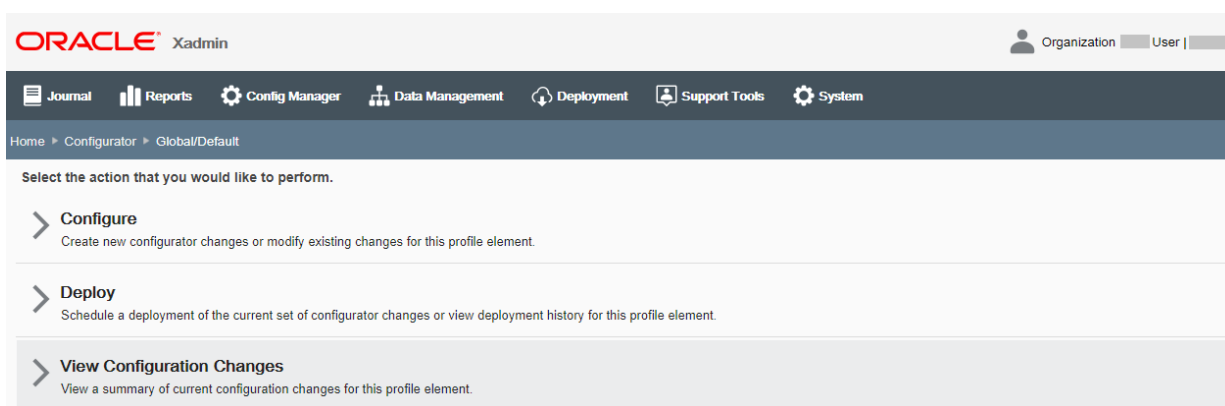 ORACLE® Xadmin
Organization User |
Journal Reports Config Manager Data Management Deployment Support Tools System
Home ▸ Configurator ▸ Global/Default
Select the action that you would like to perform.
Configure
Create new configurator changes or modify existing changes for this profile element.
Deploy
Schedule a deployment of the current set of configurator changes or view deployment history for this profile element.
View Configuration Changes
View a summary of current configuration changes for this profile element.